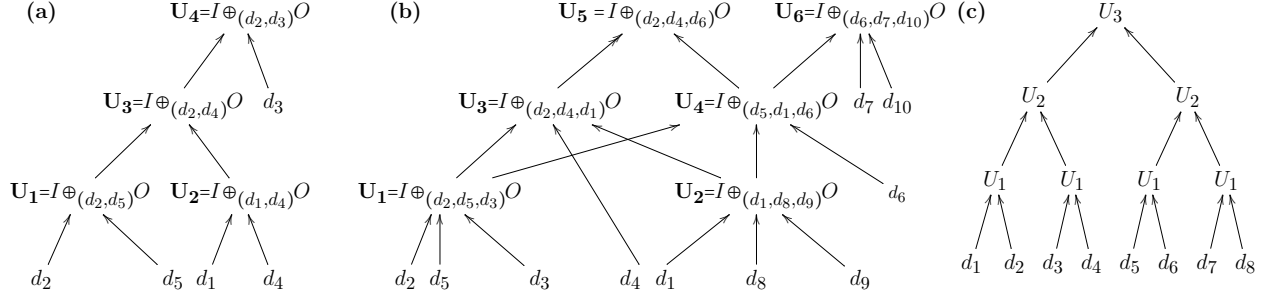 (a) U₄=I⊕(d₂,d₃)O (b) U₅ =I⊕(d₂,d₄,d₆)O U₆=I⊕(d₆,d₇,d₁₀)O (c) U₃
U₃=I⊕(d₂,d₄)O d₃ U₃=I⊕(d₂,d₄,d₁)O U₄=I⊕(d₅,d₁,d₆)O d₇ d₁₀ U₂ U₂
U₁=I⊕(d₂,d₅)O U₂=I⊕(d₁,d₄)O U₁=I⊕(d₂,d₅,d₃)O U₂=I⊕(d₁,d₈,d₉)O d₆ U₁ U₁ U₁ U₁
d₂ d₅ d₁ d₄ d₂ d₅ d₃ d₄ d₁ d₈ d₉ d₁ d₂ d₃ d₄ d₅ d₆ d₇ d₈